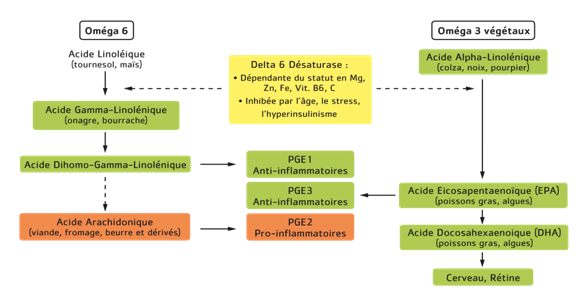 Oméga 6
Oméga 3 végétaux
Acide Linoléique
(tournesol, maïs)
Delta 6 Désaturase :
• Dépendante du statut en Mg,
Zn, Fe, Vit. B6, C
• Inhibée par l'âge, le stress,
l'hyperinsulinisme
Acide Alpha-Linolénique
(colza, noix, pourpier)
Acide Gamma-Linolénique
(onagre, bourrache)
Acide Dihomo-Gamma-Linolénique
PGE1
Anti-inflammatoires
PGE3
Anti-inflammatoires
Acide Eicosapentaenoïque (EPA)
(poissons gras, algues)
Acide Arachidonique
(viande, fromage, beurre et dérivés)
PGE2
Pro-inflammatoires
Acide Docosahexaenoique (DHA)
(poissons gras, algues)
Cerveau, Rétine